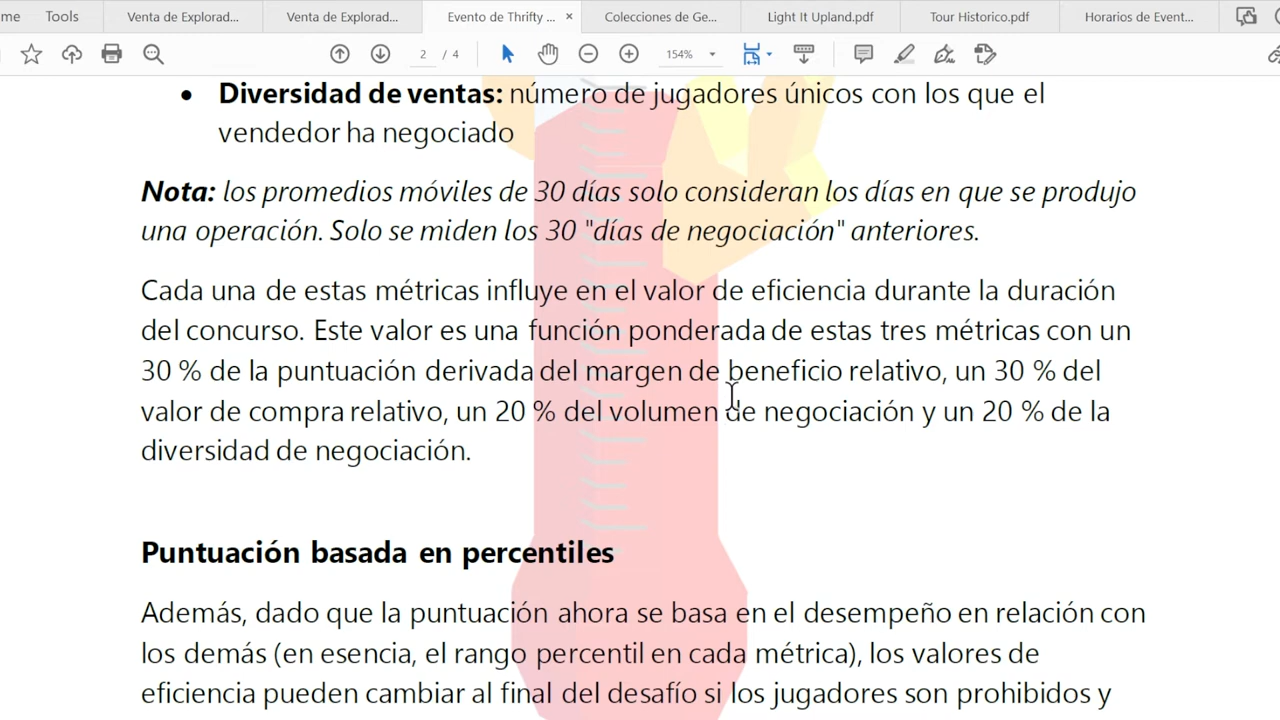 me
Tools
Venta de Explorad...
Venta de Explorad...
Evento de Thrifty ... ×
Colecciones de Ge...
Light It Upland.pdf
Tour Historico.pdf
Horarios de Event...
2 / 4
154%
• Diversidad de ventas: número de jugadores únicos con los que el
vendedor ha negociado
Nota: los promedios móviles de 30 días solo consideran los días en que se produjo
una operación. Solo se miden los 30 "días de negociación" anteriores.
Cada una de estas métricas influye en el valor de eficiencia durante la duración
del concurso. Este valor es una función ponderada de estas tres métricas con un
30 % de la puntuación derivada del margen de beneficio relativo, un 30 % del
valor de compra relativo, un 20 % del volumen de negociación y un 20 % de la
diversidad de negociación.
Puntuación basada en percentiles
Además, dado que la puntuación ahora se basa en el desempeño en relación con
los demás (en esencia, el rango percentil en cada métrica), los valores de
eficiencia pueden cambiar al final del desafío si los jugadores son prohibidos y